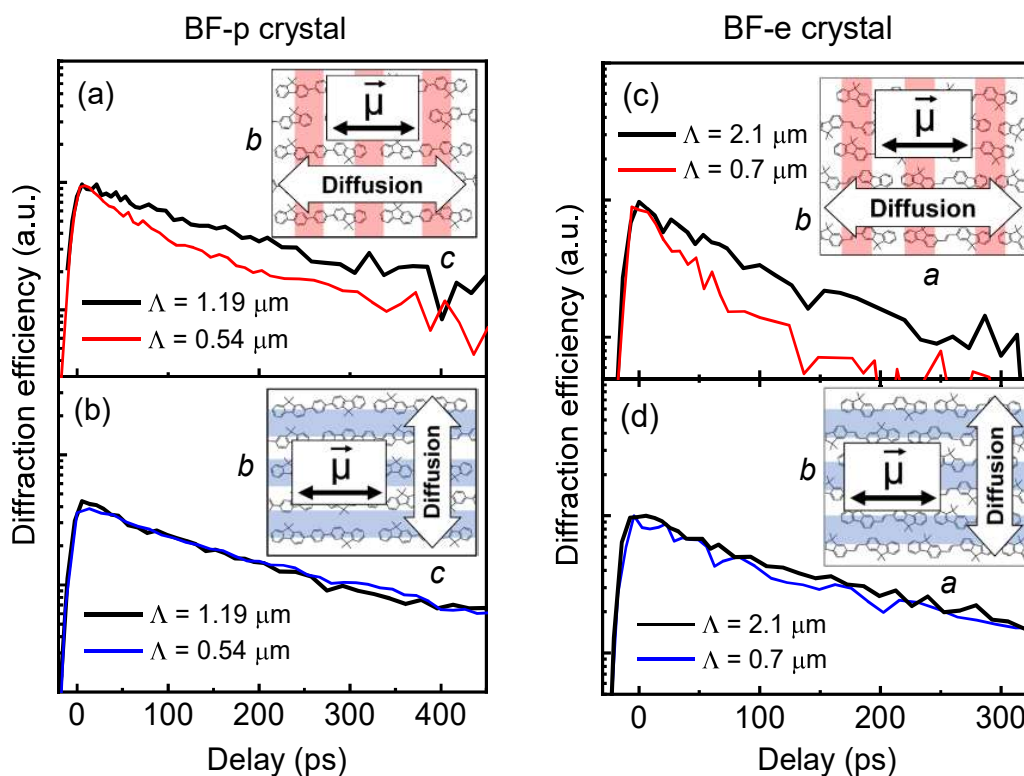 BF-p crystal
BF-e crystal
Diffraction efficiency (a.u.)
(a)
b
μ
Diffusion
c
Λ = 1.19 μm
Λ = 0.54 μm
(b)
b
μ
Diffusion
c
Λ = 1.19 μm
Λ = 0.54 μm
0 100 200 300 400
Delay (ps)
Diffraction efficiency (a.u.)
(c)
Λ = 2.1 μm
Λ = 0.7 μm
b
μ
Diffusion
a
(d)
b
μ
Diffusion
a
Λ = 2.1 μm
Λ = 0.7 μm
0 100 200 300
Delay (ps)